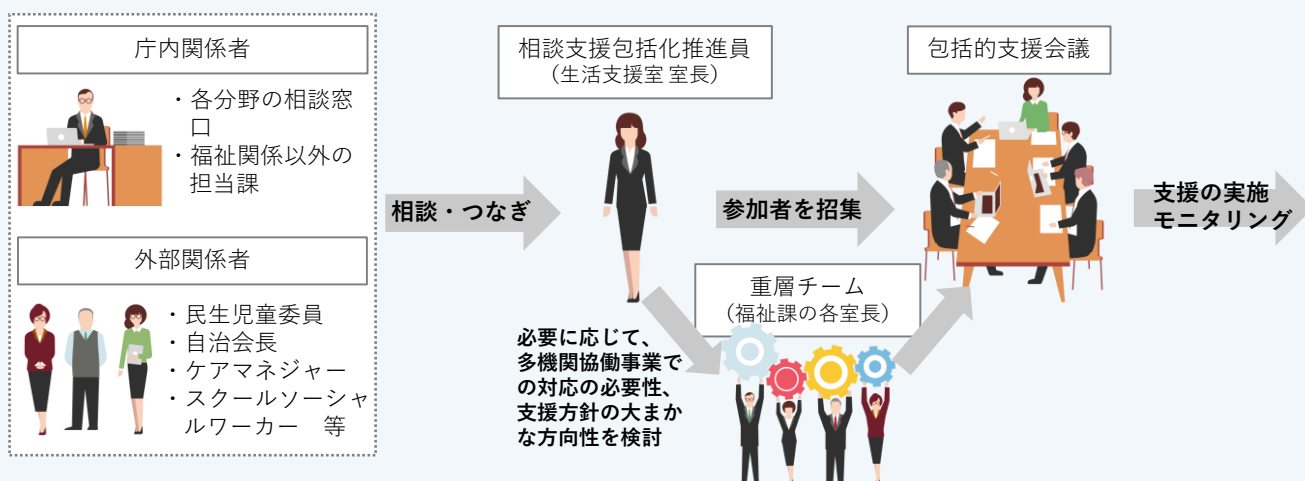 庁内関係者
・各分野の相談窓
口
・福祉関係以外の
担当課
外部関係者
・民生児童委員
・自治会長
・ケアマネジャー
・スクールソーシャ
ルワーカー　等
相談・つなぎ
相談支援包括化推進員
（生活支援室 室長）
参加者を招集
必要に応じて、
多機関協働事業で
の対応の必要性、
支援方針の大まか
な方向性を検討
重層チーム
（福祉課の各室長）
包括的支援会議
支援の実施
モニタリング